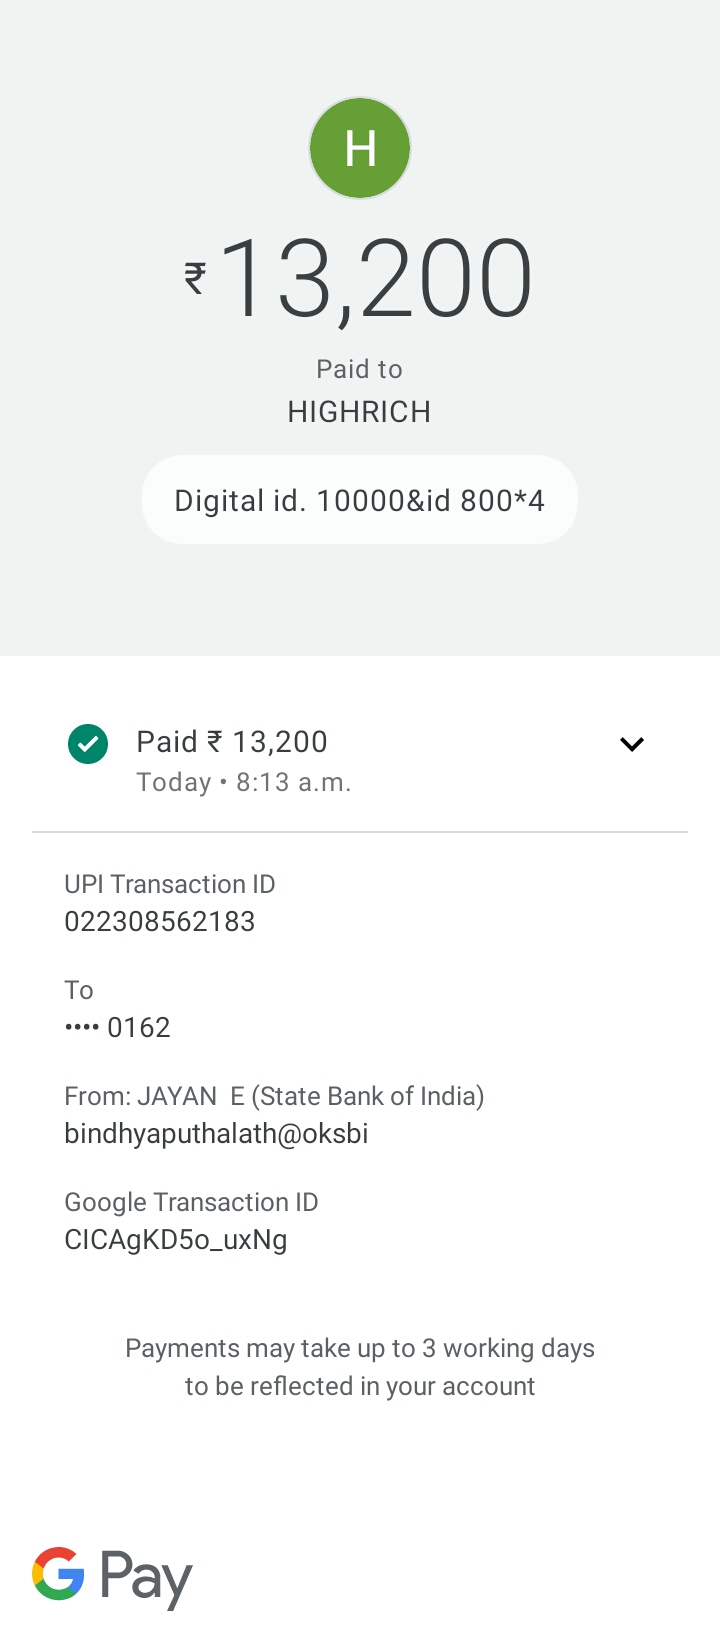 H
₹13,200
Paid to
HIGHRICH
Digital id. 10000&id 800*4
Paid ₹ 13,200
Today • 8:13 a.m.
UPI Transaction ID
022308562183
To
•••• 0162
From: JAYAN  E (State Bank of India)
bindhyaputhalath@oksbi
Google Transaction ID
CICAgKD5o_uxNg
Payments may take up to 3 working days
to be reflected in your account
G Pay